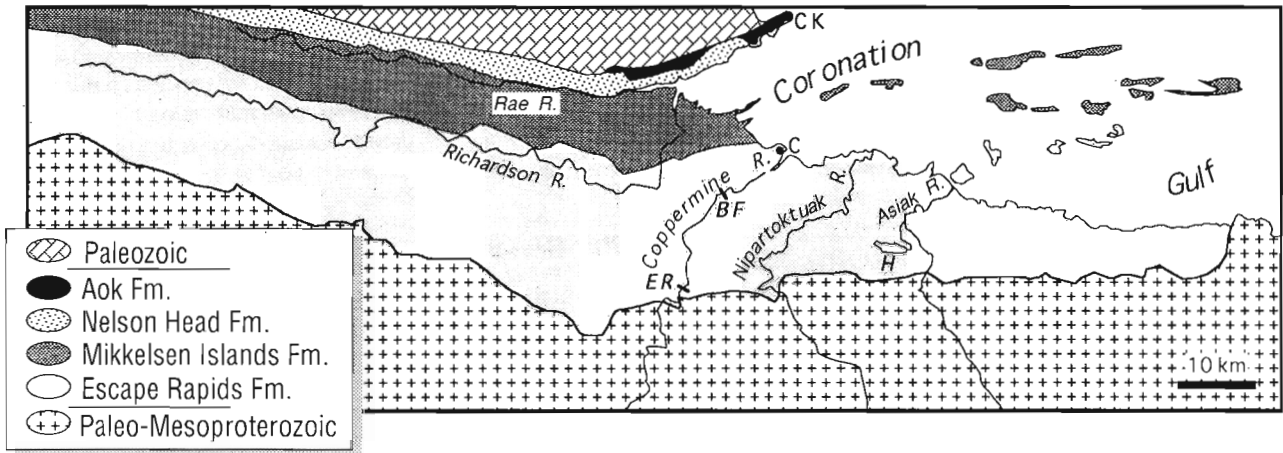 CK
Coronation
Rae R.
Richardson R.
C
Coppermine R.
BF
Nipartoktuak R.
Asiak R.
Gulf
H
ER
Paleozoic
Aok Fm.
Nelson Head Fm.
Mikkelsen Islands Fm.
Escape Rapids Fm.
Paleo-Mesoproterozoic
10 km